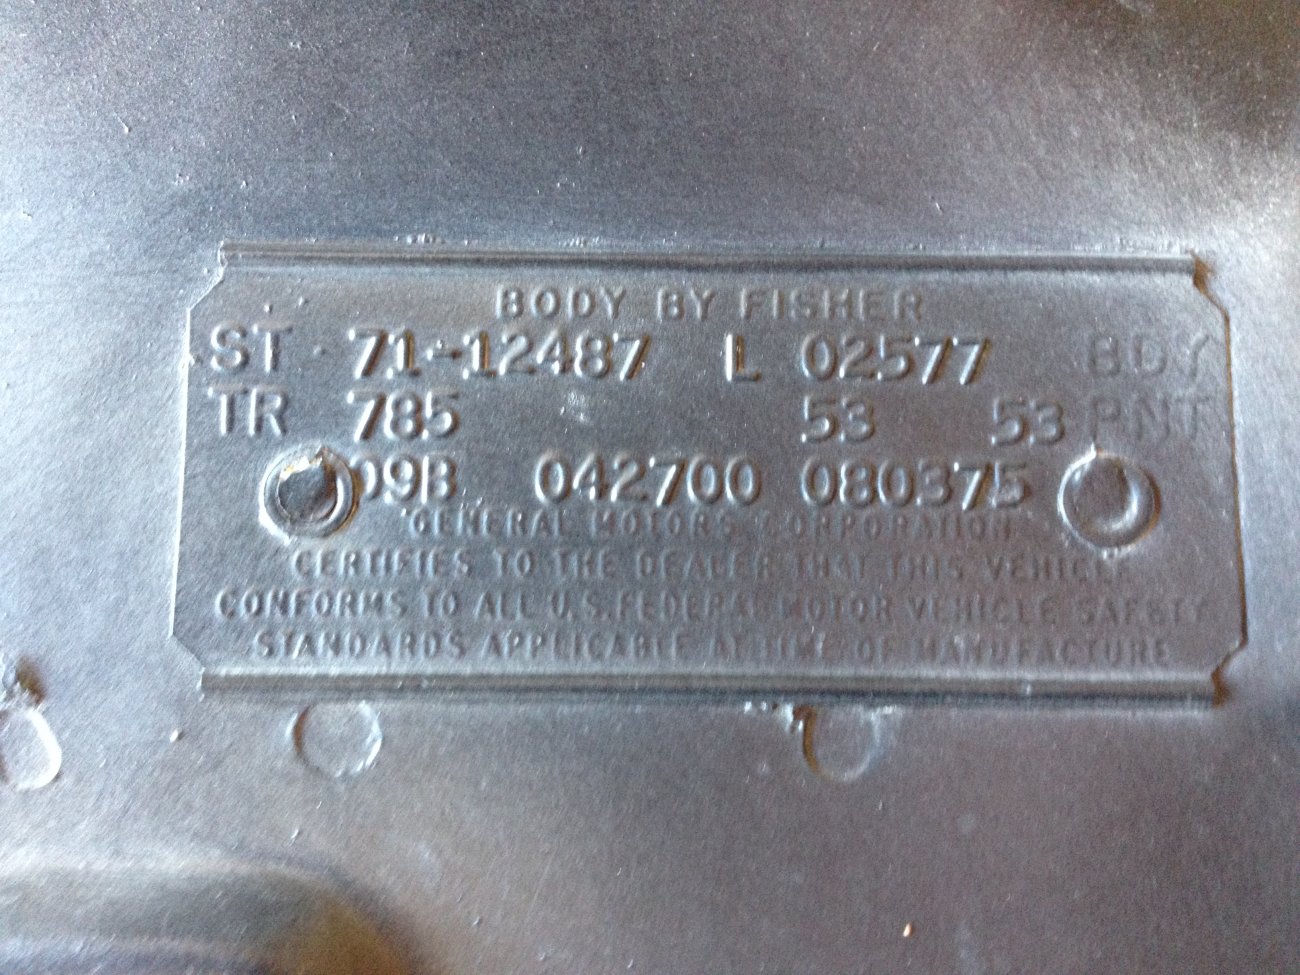 BODY BY FISHER
ST 71-12487 L 02577 BDY
TR 785 53 53 PNT
09B 042700 080375
GENERAL MOTORS CORPORATION
CERTIFIES TO THE DEALER THAT THIS VEHICLE
CONFORMS TO ALL U.S. FEDERAL MOTOR VEHICLE SAFETY
STANDARDS APPLICABLE AT TIME OF MANUFACTURE